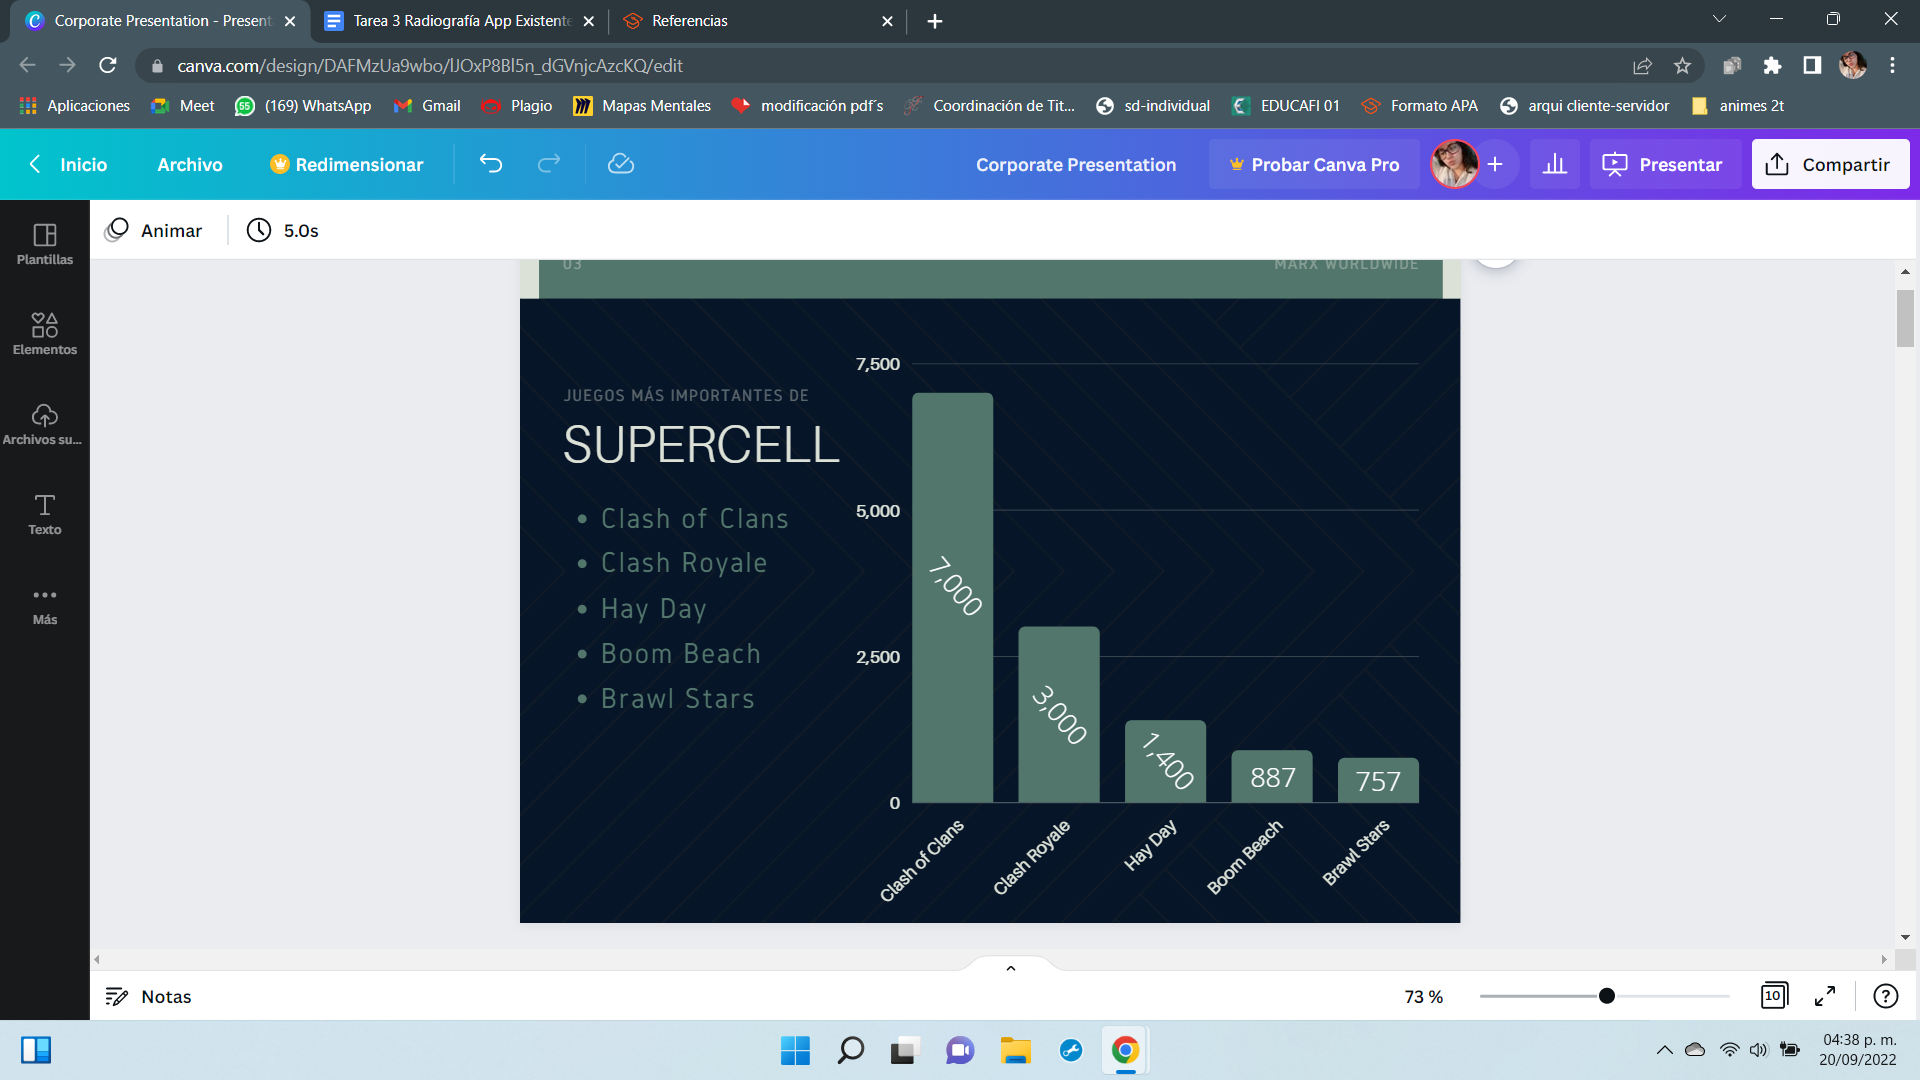 Corporate Presentation - Present
Tarea 3 Radiografía App Existente
Referencias
canva.com/design/DAFMzUa9wbo/lJOxP8Bl5n_dGVnjcAzcKQ/edit
Aplicaciones
Meet
55
(169) WhatsApp
Gmail
Plagio
Mapas Mentales
modificación pdf´s
Coordinación de Tit...
sd-individual
EDUCAFI 01
Formato APA
arqui cliente-servidor
animes 2t
Inicio
Archivo
Redimensionar
Corporate Presentation
Probar Canva Pro
Presentar
Compartir
Plantillas
Elementos
Archivos su...
Texto
Más
Animar
5.0s
03
MARX WORLDWIDE
JUEGOS MÁS IMPORTANTES DE
SUPERCELL
Clash of Clans
Clash Royale
Hay Day
Boom Beach
Brawl Stars
7,500
5,000
2,500
0
7,000
3,000
1,400
887
757
Clash of Clans
Clash Royale
Hay Day
Boom Beach
Brawl Stars
Notas
73 %
10
04:38 p. m.
20/09/2022